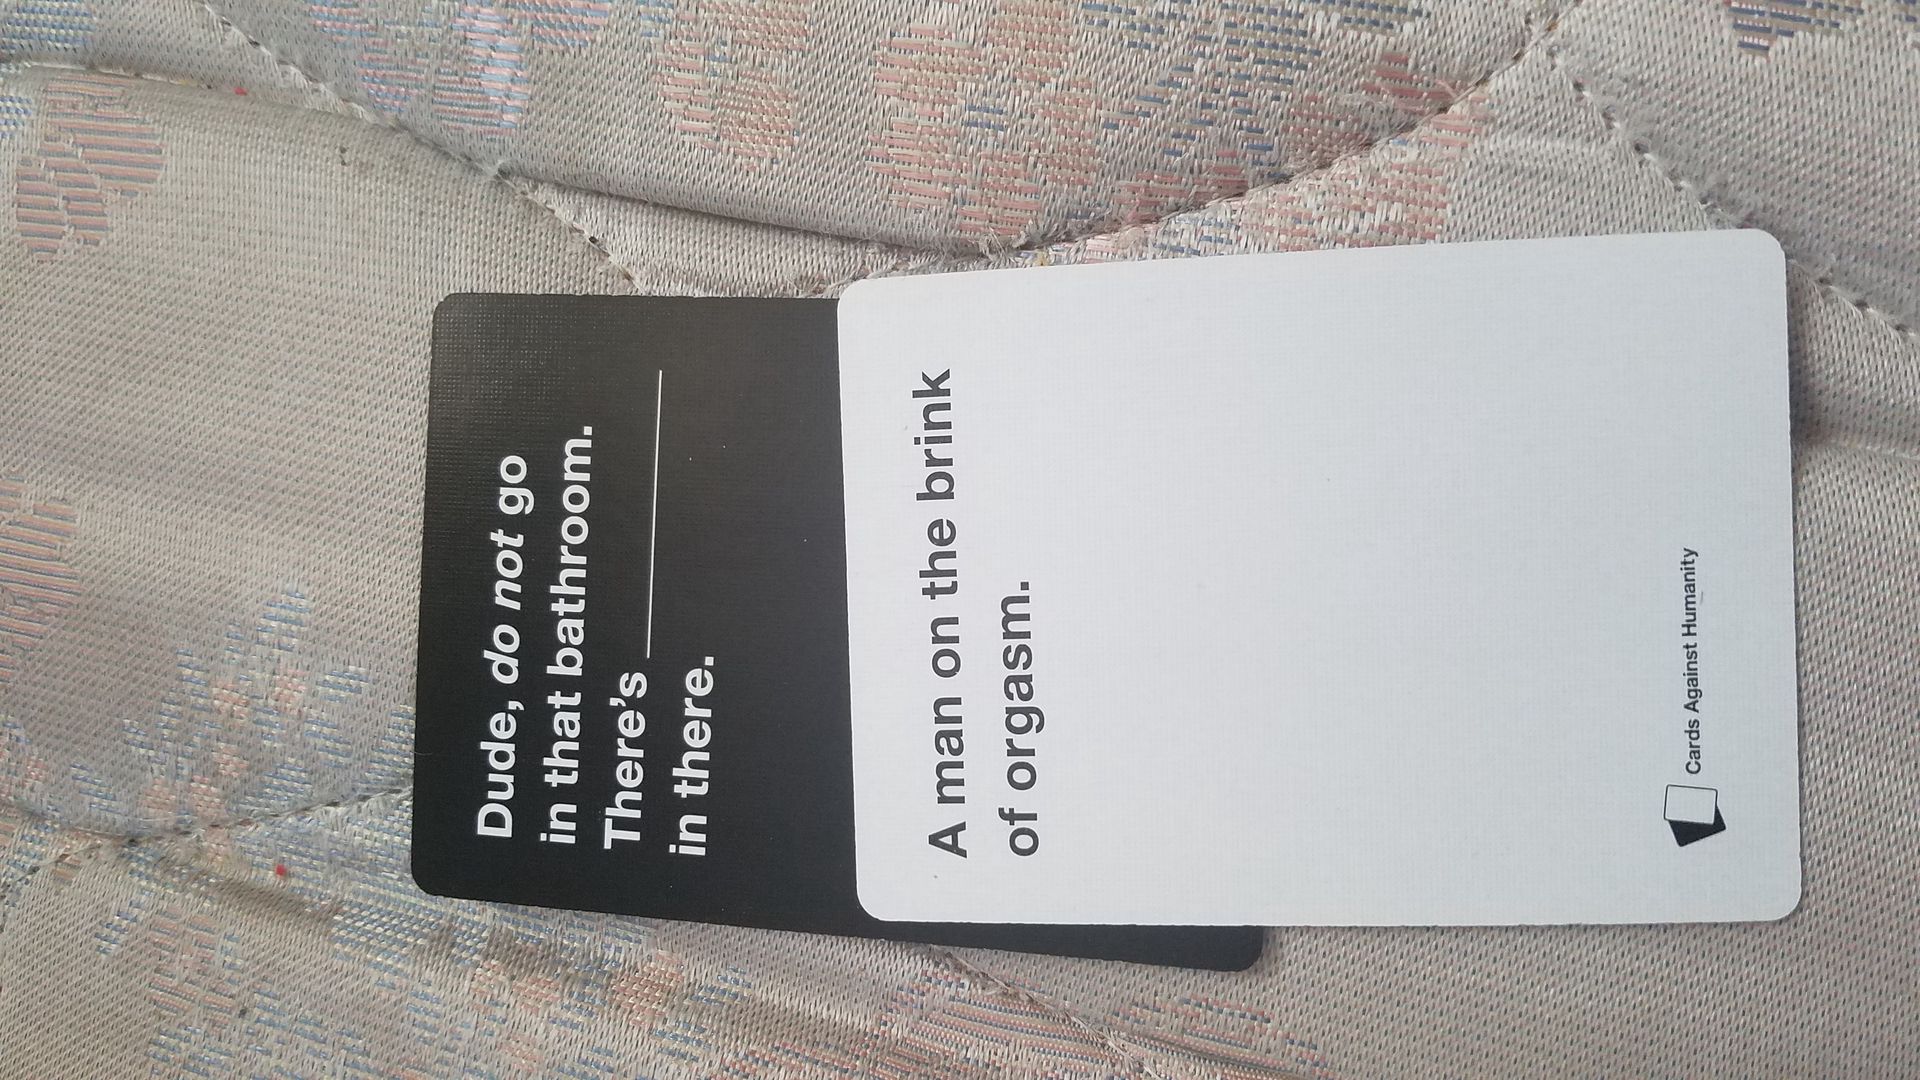 Dude, do not go
in that bathroom.
There's ________
in there.
A man on the brink
of orgasm.
Cards Against Humanity